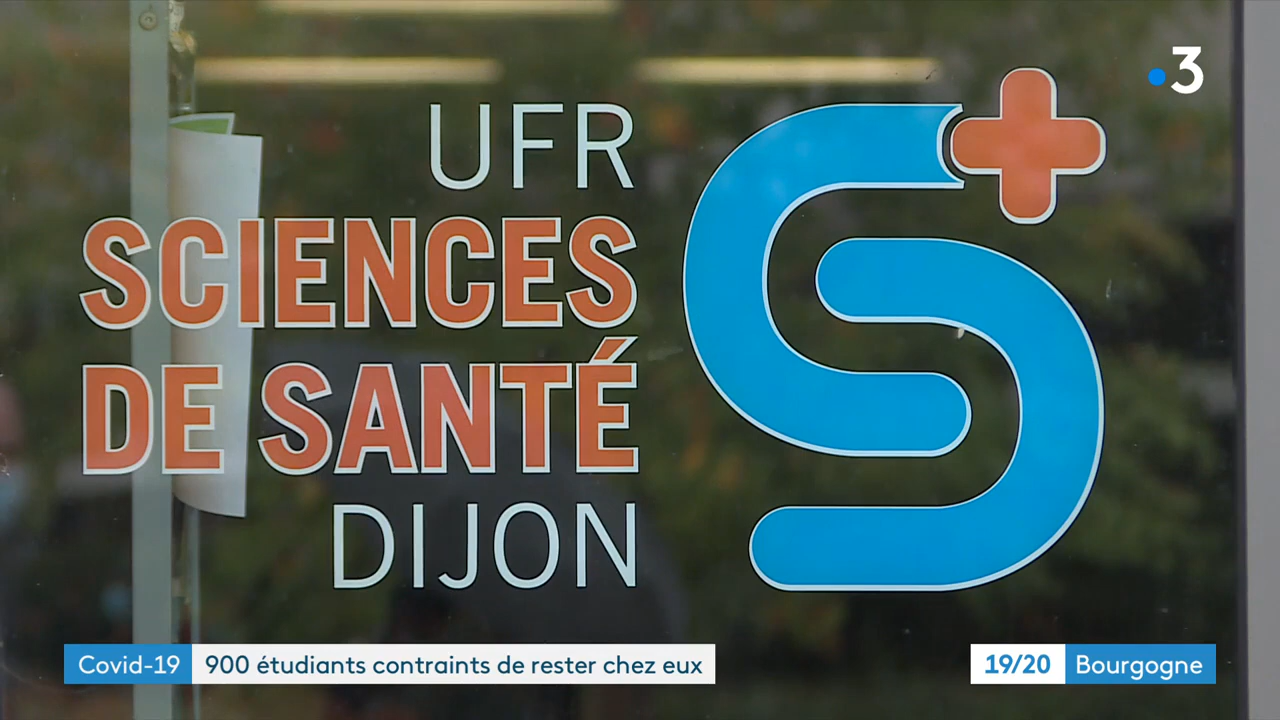 3
UFR
SCIENCES
DE SANTÉ
DIJON
Covid-19 900 étudiants contraints de rester chez eux
19/20 Bourgogne